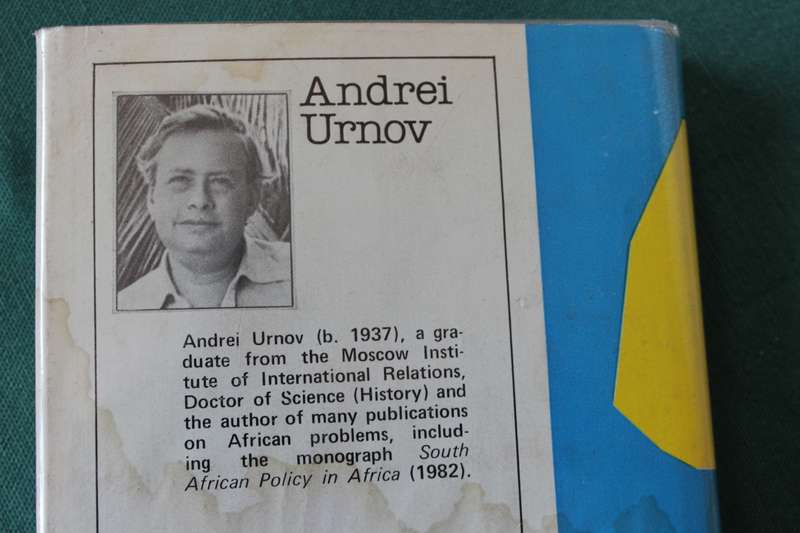 Andrei
Urnov
Andrei Urnov (b. 1937), a gra-
duate from the Moscow Insti-
tute of International Relations,
Doctor of Science (History) and
the author of many publications
on African problems, includ-
ing the monograph South
African Policy in Africa (1982).